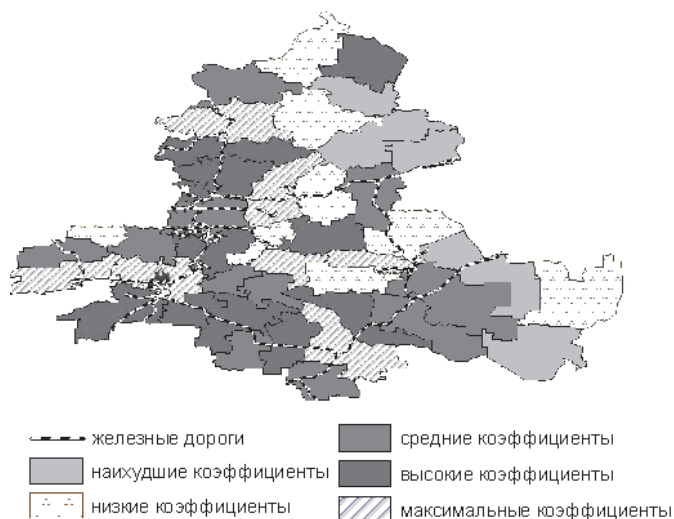 железные дороги
средние коэффициенты
наихудшие коэффициенты
высокие коэффициенты
низкие коэффициенты
максимальные коэффициенты